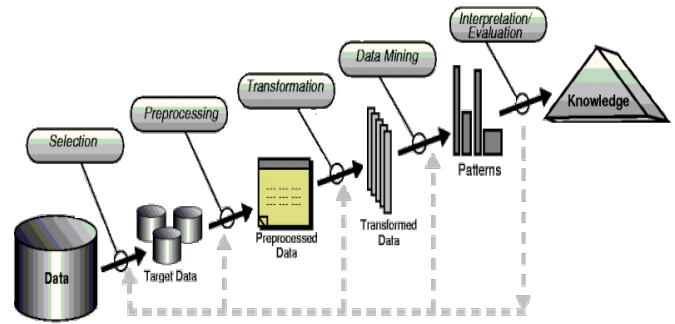 Interpretation/
Evaluation
Data Mining
Transformation
Preprocessing
Selection
Knowledge
Patterns
Transformed
Data
Preprocessed
Data
Target Data
Data